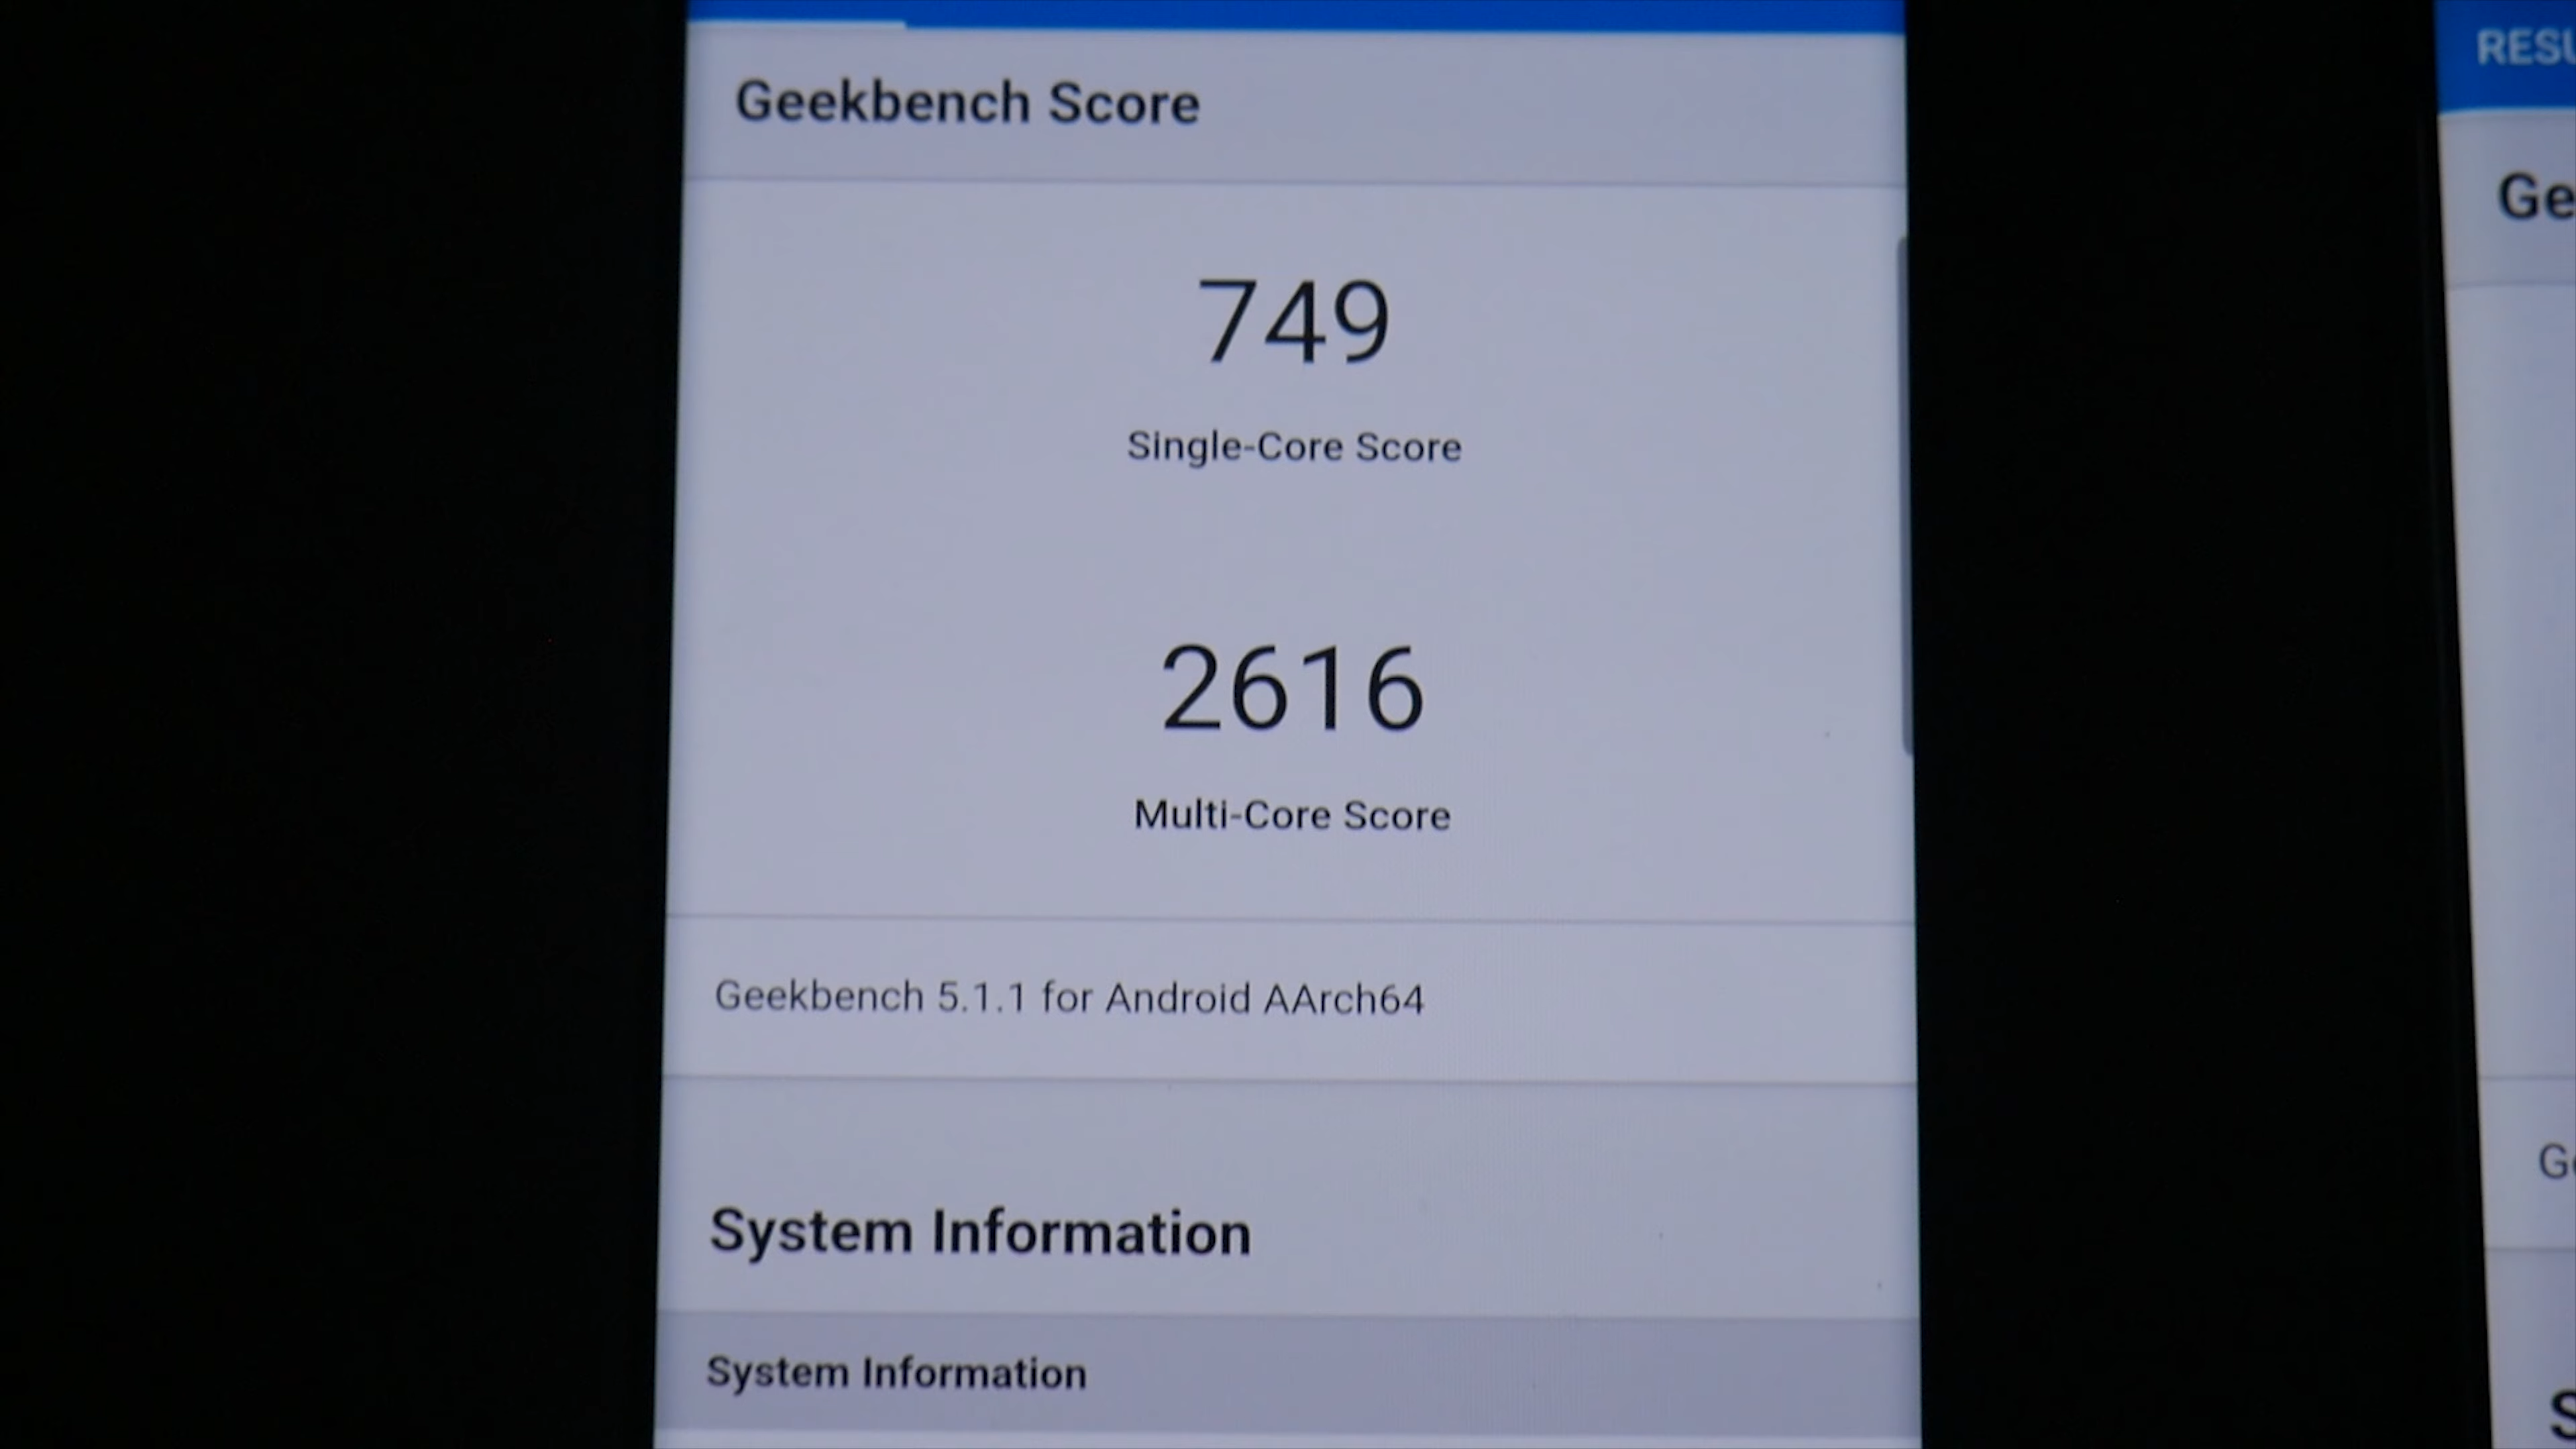 Geekbench Score
749
Single-Core Score
2616
Multi-Core Score
Geekbench 5.1.1 for Android AArch64
System Information
System Information